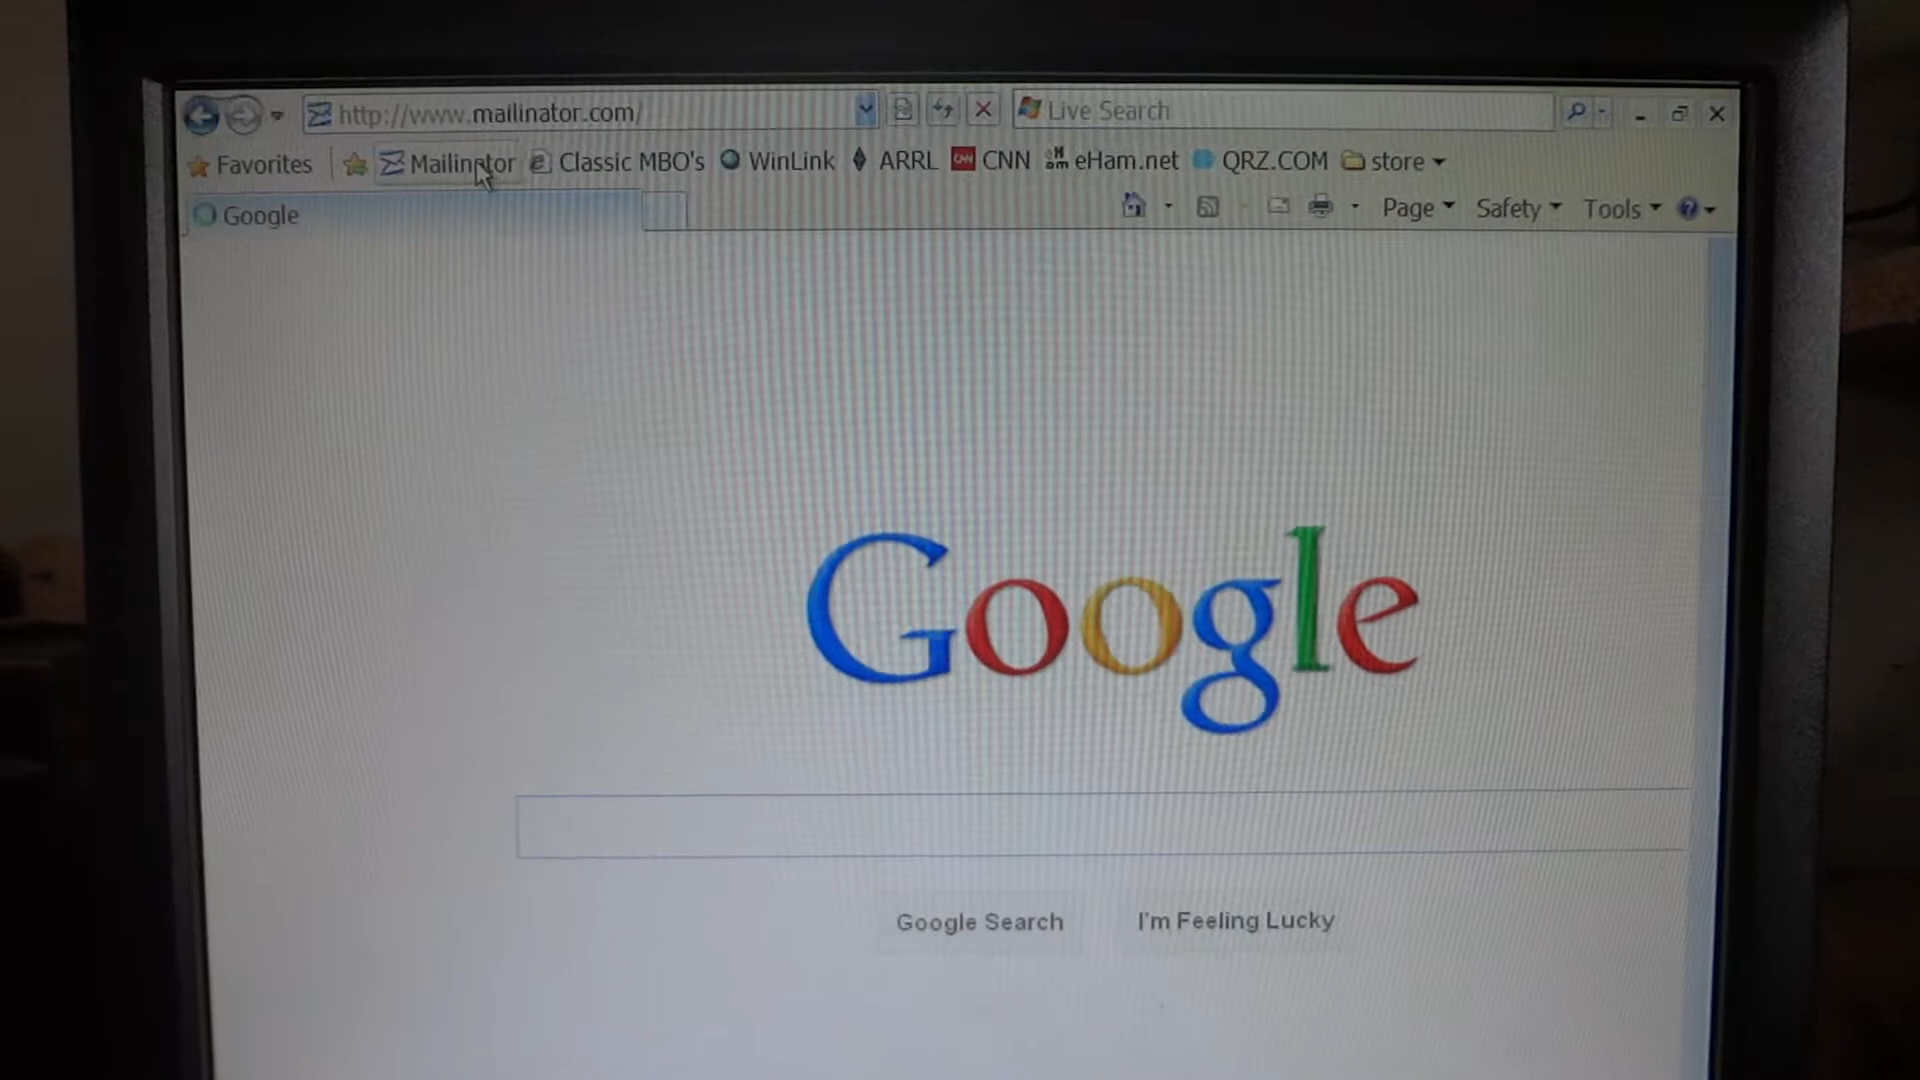 http://www.mailinator.com/ Live Search
Favorites Mailinator Classic MBO's WinLink ARRL CNN CNN eHam.net QRZ.COM store
Google Page Safety Tools
Google
Google Search I'm Feeling Lucky